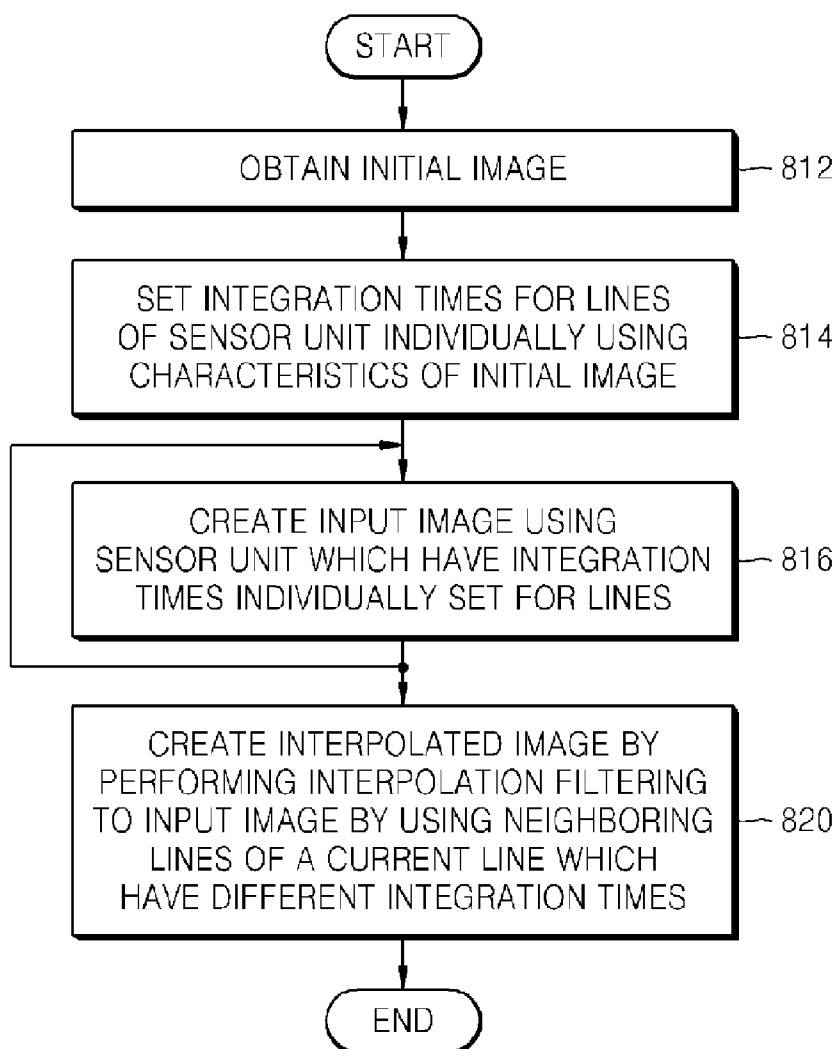 START
OBTAIN INITIAL IMAGE
812
SET INTEGRATION TIMES FOR LINES
OF SENSOR UNIT INDIVIDUALLY USING
CHARACTERISTICS OF INITIAL IMAGE
814
CREATE INPUT IMAGE USING
SENSOR UNIT WHICH HAVE INTEGRATION
TIMES INDIVIDUALLY SET FOR LINES
816
CREATE INTERPOLATED IMAGE BY
PERFORMING INTERPOLATION FILTERING
TO INPUT IMAGE BY USING NEIGHBORING
LINES OF A CURRENT LINE WHICH
HAVE DIFFERENT INTEGRATION TIMES
820
END